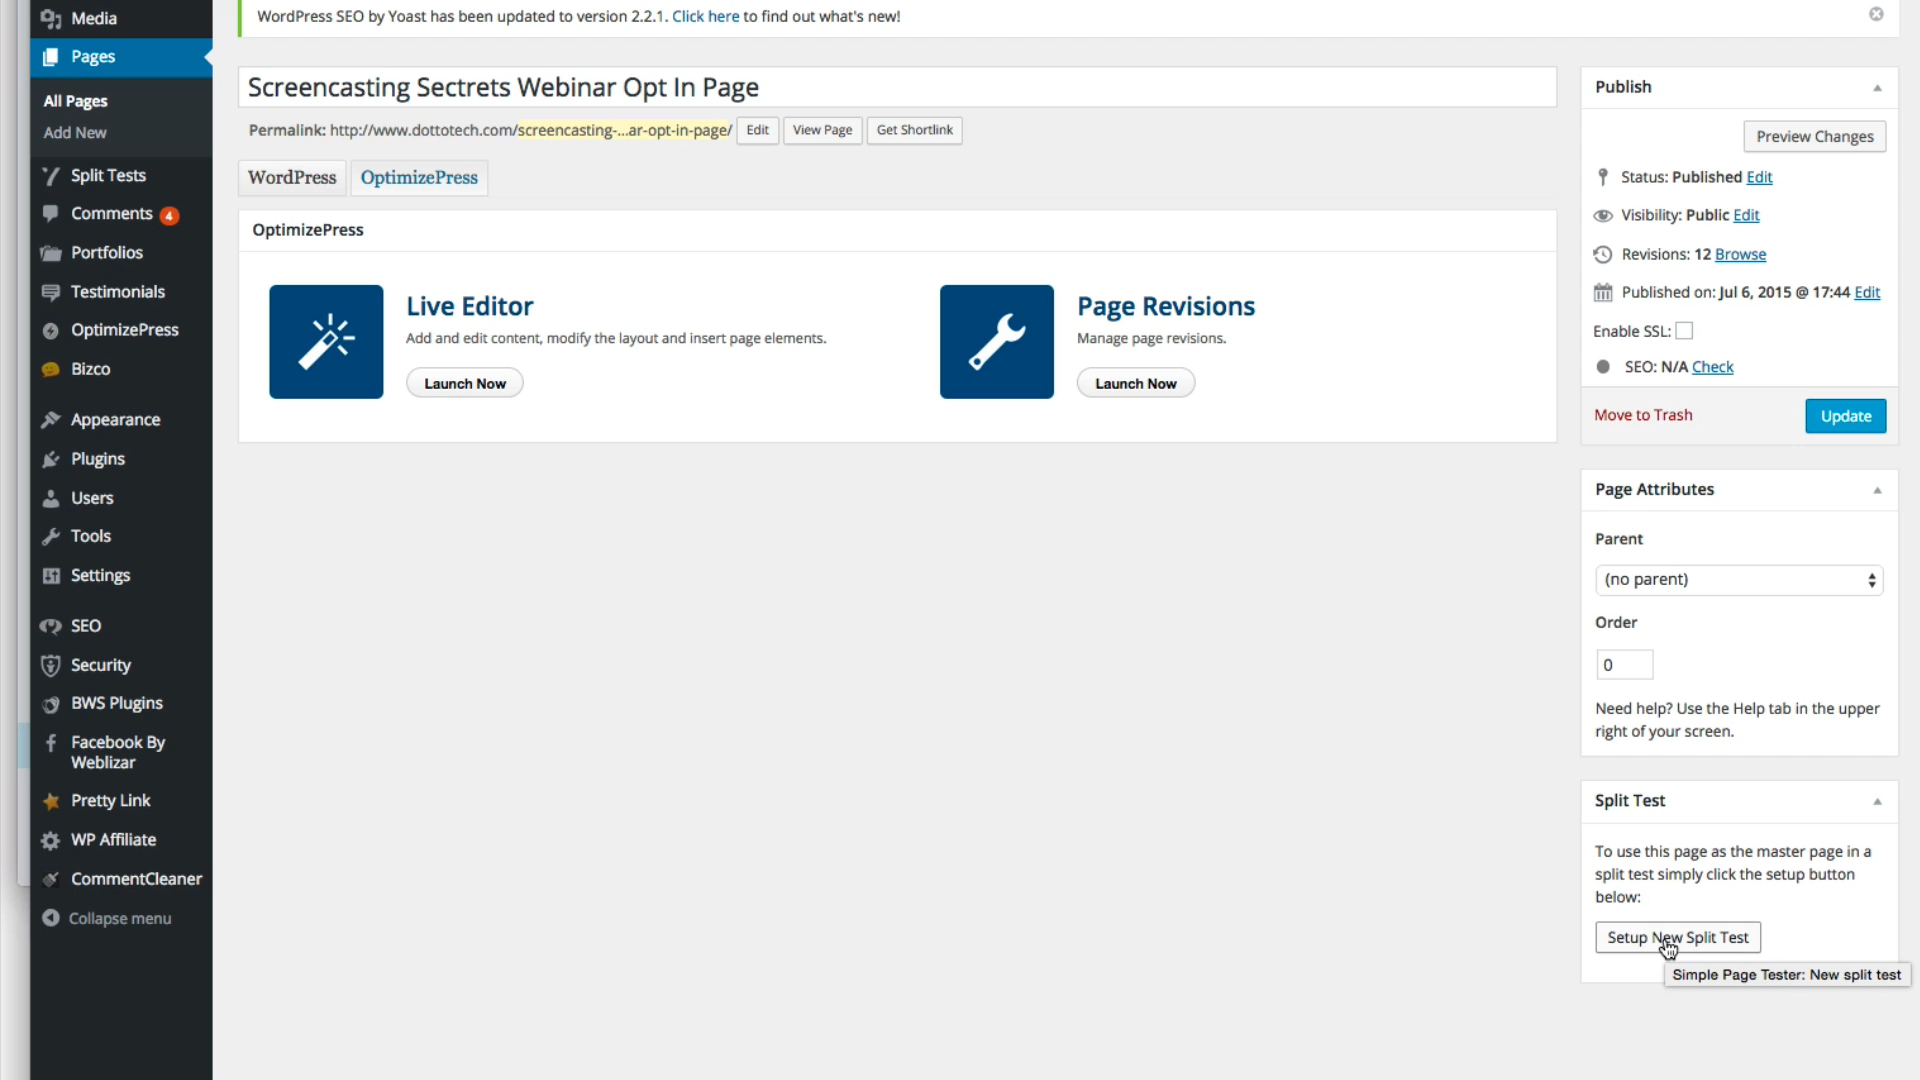 Media
Pages
All Pages
Add New
Split Tests
Comments 4
Portfolios
Testimonials
OptimizePress
Bizco
Appearance
Plugins
Users
Tools
Settings
SEO
Security
BWS Plugins
Facebook By
Weblizar
Pretty Link
WP Affiliate
CommentCleaner
Collapse menu
WordPress SEO by Yoast has been updated to version 2.2.1. Click here to find out what's new!
Screencasting Sectrets Webinar Opt In Page
Permalink: http://www.dottotech.com/screencasting-...ar-opt-in-page/ Edit View Page Get Shortlink
WordPress OptimizePress
OptimizePress
Live Editor
Add and edit content, modify the layout and insert page elements.
Launch Now
Page Revisions
Manage page revisions.
Launch Now
Publish
Preview Changes
Status: Published Edit
Visibility: Public Edit
Revisions: 12 Browse
Published on: Jul 6, 2015 @ 17:44 Edit
Enable SSL:
SEO: N/A Check
Move to Trash Update
Page Attributes
Parent
(no parent)
Order
0
Need help? Use the Help tab in the upper
right of your screen.
Split Test
To use this page as the master page in a
split test simply click the setup button
below:
Setup New Split Test
Simple Page Tester: New split test